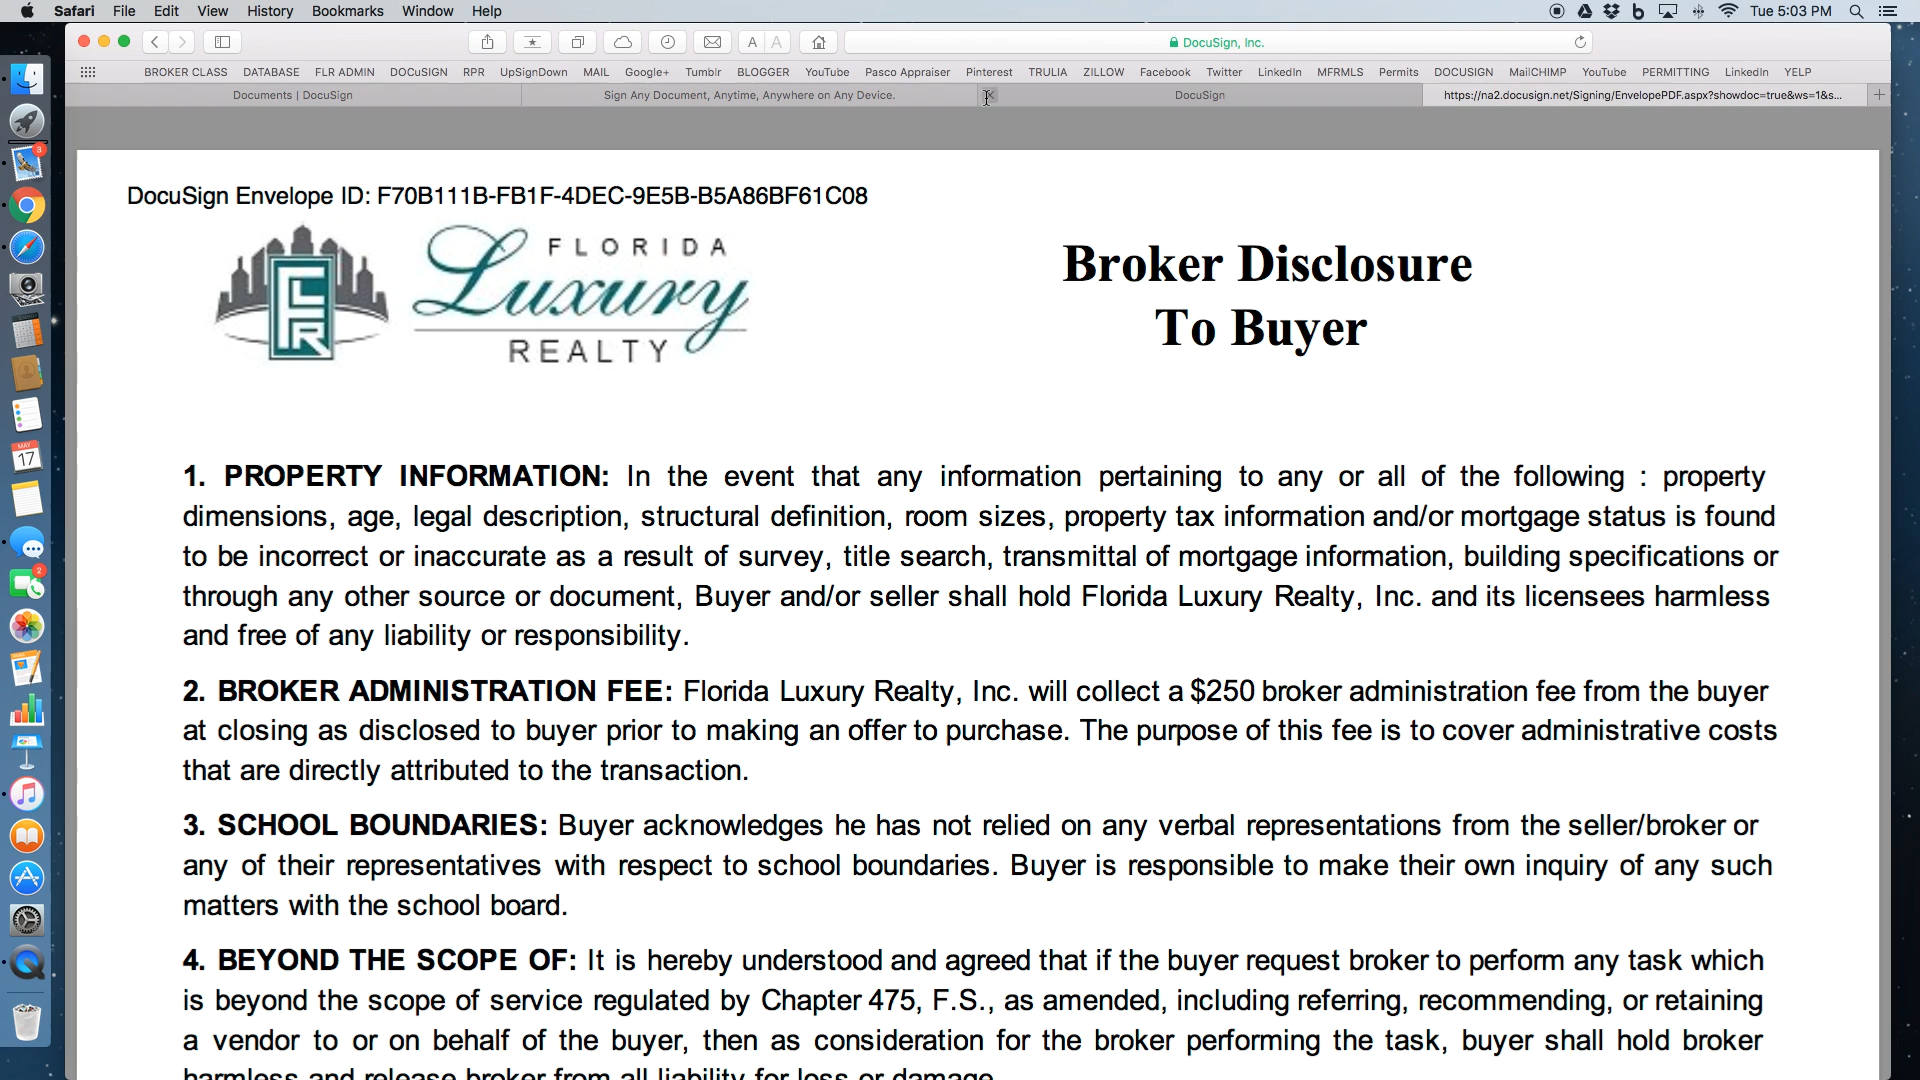 Safari File Edit View History Bookmarks Window Help
Tue 5:03 PM
DocuSign, Inc.
BROKER CLASS DATABASE FLR ADMIN DOCuSIGN RPR UpSignDown MAIL Google+ Tumblr BLOGGER YouTube Pasco Appraiser Pinterest TRULIA ZILLOW Facebook Twitter LinkedIn MFRMLS Permits DOCUSIGN MailCHIMP YouTube PERMITTING LinkedIn YELP
Documents | DocuSign
Sign Any Document, Anytime, Anywhere on Any Device.
DocuSign
https://na2.docusign.net/Signing/EnvelopePDF.aspx?showdoc=true&ws=1&s...
DocuSign Envelope ID: F70B111B-FB1F-4DEC-9E5B-B5A86BF61C08
FLR
FLORIDA
Luxury
REALTY
Broker Disclosure
To Buyer
1. PROPERTY INFORMATION: In the event that any information pertaining to any or all of the following : property
dimensions, age, legal description, structural definition, room sizes, property tax information and/or mortgage status is found
to be incorrect or inaccurate as a result of survey, title search, transmittal of mortgage information, building specifications or
through any other source or document, Buyer and/or seller shall hold Florida Luxury Realty, Inc. and its licensees harmless
and free of any liability or responsibility.
2. BROKER ADMINISTRATION FEE: Florida Luxury Realty, Inc. will collect a $250 broker administration fee from the buyer
at closing as disclosed to buyer prior to making an offer to purchase. The purpose of this fee is to cover administrative costs
that are directly attributed to the transaction.
3. SCHOOL BOUNDARIES: Buyer acknowledges he has not relied on any verbal representations from the seller/broker or
any of their representatives with respect to school boundaries. Buyer is responsible to make their own inquiry of any such
matters with the school board.
4. BEYOND THE SCOPE OF: It is hereby understood and agreed that if the buyer request broker to perform any task which
is beyond the scope of service regulated by Chapter 475, F.S., as amended, including referring, recommending, or retaining
a vendor to or on behalf of the buyer, then as consideration for the broker performing the task, buyer shall hold broker
harmless and release broker from all liability for loss or damage.
3
MAY
17
2